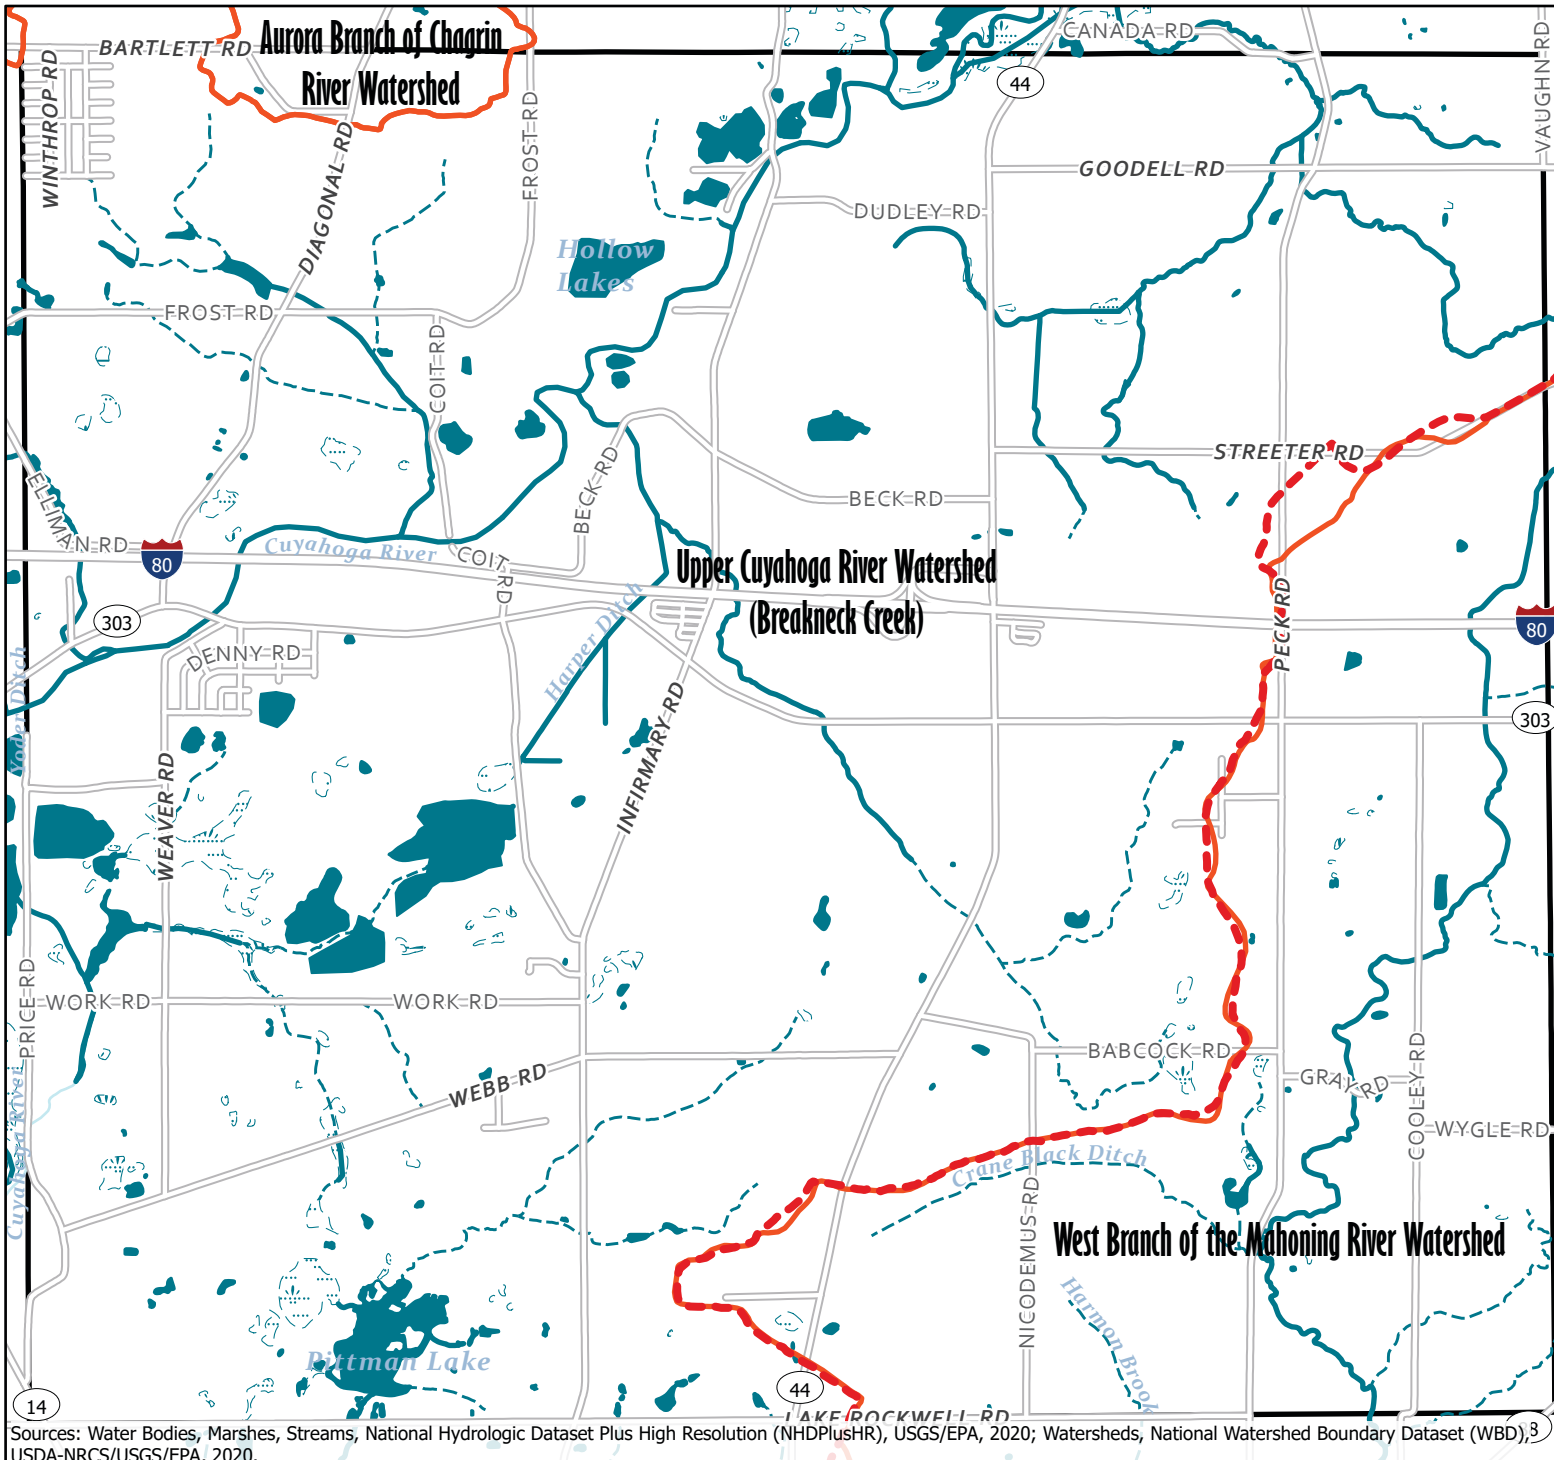 Aurora Branch of Chagrin
River Watershed
BARTLETT RD
CANADA RD
WINTHROP RD
44
VAUGHN RD
FROST RD
DIAGONAL RD
GOODELL RD
DUDLEY RD
Hollow
Lakes
FROST RD
COIT RD
STREETER RD
BECK RD
BECK RD
ELLIMAN RD
80
Cuyahoga River
COIT RD
Upper Cuyahoga River Watershed
(Breakneck Creek)
303
Harper Ditch
PECK RD
80
DENNY RD
Yoder Ditch
INFIRMARY RD
303
WEAVER RD
PRICE RD
WORK RD
WORK RD
BABCOCK RD
COOLEY RD
GRAY RD
WEBB RD
WYGLE RD
Cuyahoga River
Crane Black Ditch
NICODEMUS RD
West Branch of the Mahoning River Watershed
Harmon Brook
Pittman Lake
14
44
LAKE ROCKWELL RD
Sources: Water Bodies, Marshes, Streams, National Hydrologic Dataset Plus High Resolution (NHDPlusHR), USGS/EPA, 2020; Watersheds, National Watershed Boundary Dataset (WBD),
USDA-NRCS/USGS/EPA, 2020.